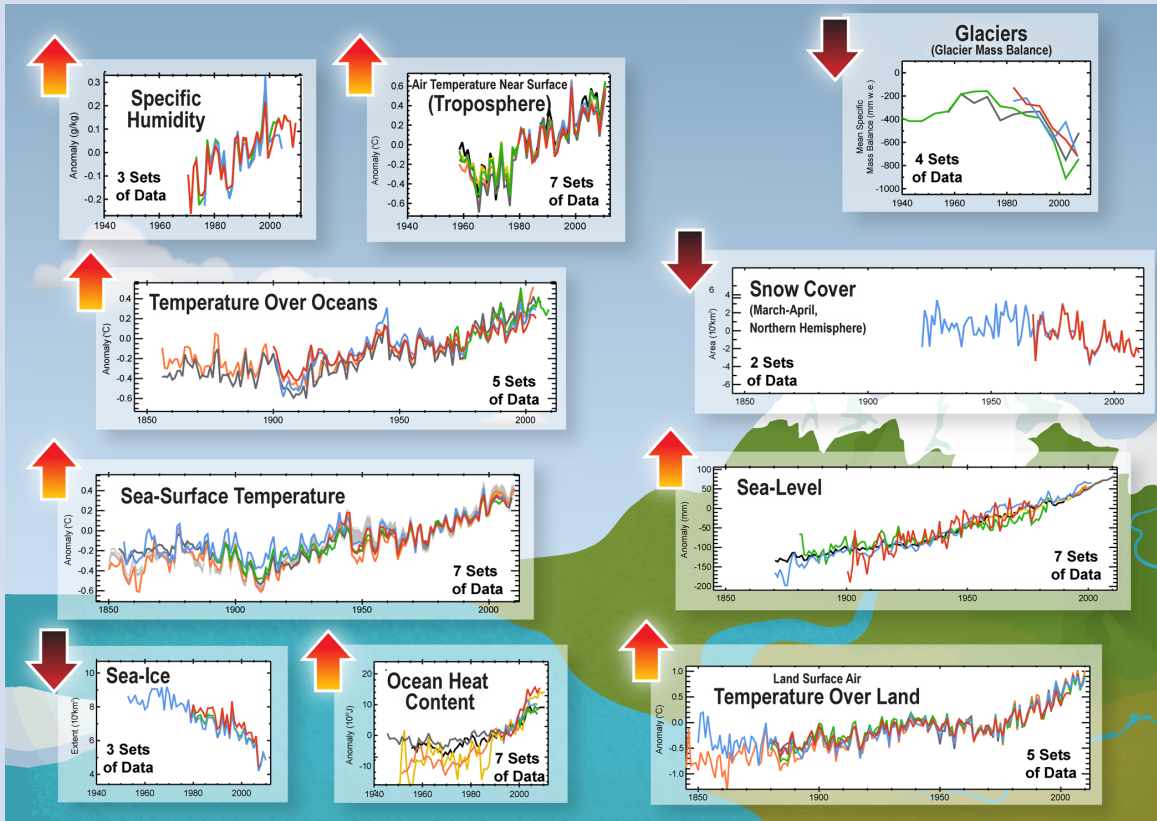 Specific
Humidity
3 Sets
of Data
Anomaly (g/kg)
0.3
0.2
0.1
0.0
-0.1
-0.2
1940 1960 1980 2000
Air Temperature Near Surface
(Troposphere)
7 Sets
of Data
Anomaly (°C)
0.6
0.4
0.2
0.0
-0.2
-0.4
-0.6
1960 1970 1980 1990 2000
Glaciers
(Glacier Mass Balance)
4 Sets
of Data
Mean Specific
Mass Balance (mm w.e.)
0
-200
-400
-600
-800
-1000
1940 1960 1980 2000
Temperature Over Oceans
5 Sets
of Data
Anomaly (°C)
0.4
0.2
0.0
-0.2
-0.4
-0.6
1850 1900 1950 2000
Snow Cover
(March-April,
Northern Hemisphere)
2 Sets
of Data
Area (10⁶km²)
6
4
2
0
-2
-4
-6
1850 1900 1950 2000
Sea-Surface Temperature
7 Sets
of Data
Anomaly (°C)
0.4
0.2
0.0
-0.2
-0.4
-0.6
1850 1900 1950 2000
Sea-Level
7 Sets
of Data
Anomaly (mm)
100
50
0
-50
-100
-150
-200
1850 1900 1950 2000
Sea-Ice
3 Sets
of Data
Extent (10⁶km²)
10
8
6
4
1940 1960 1980 2000
Ocean Heat
Content
7 Sets
of Data
Anomaly
20
10
0
-10
1940 1950 1960 1970 1980 1990 2000
Land Surface Air
Temperature Over Land
5 Sets
of Data
Anomaly (°C)
1.0
0.5
0.0
-0.5
-1.0
1850 1900 1950 2000